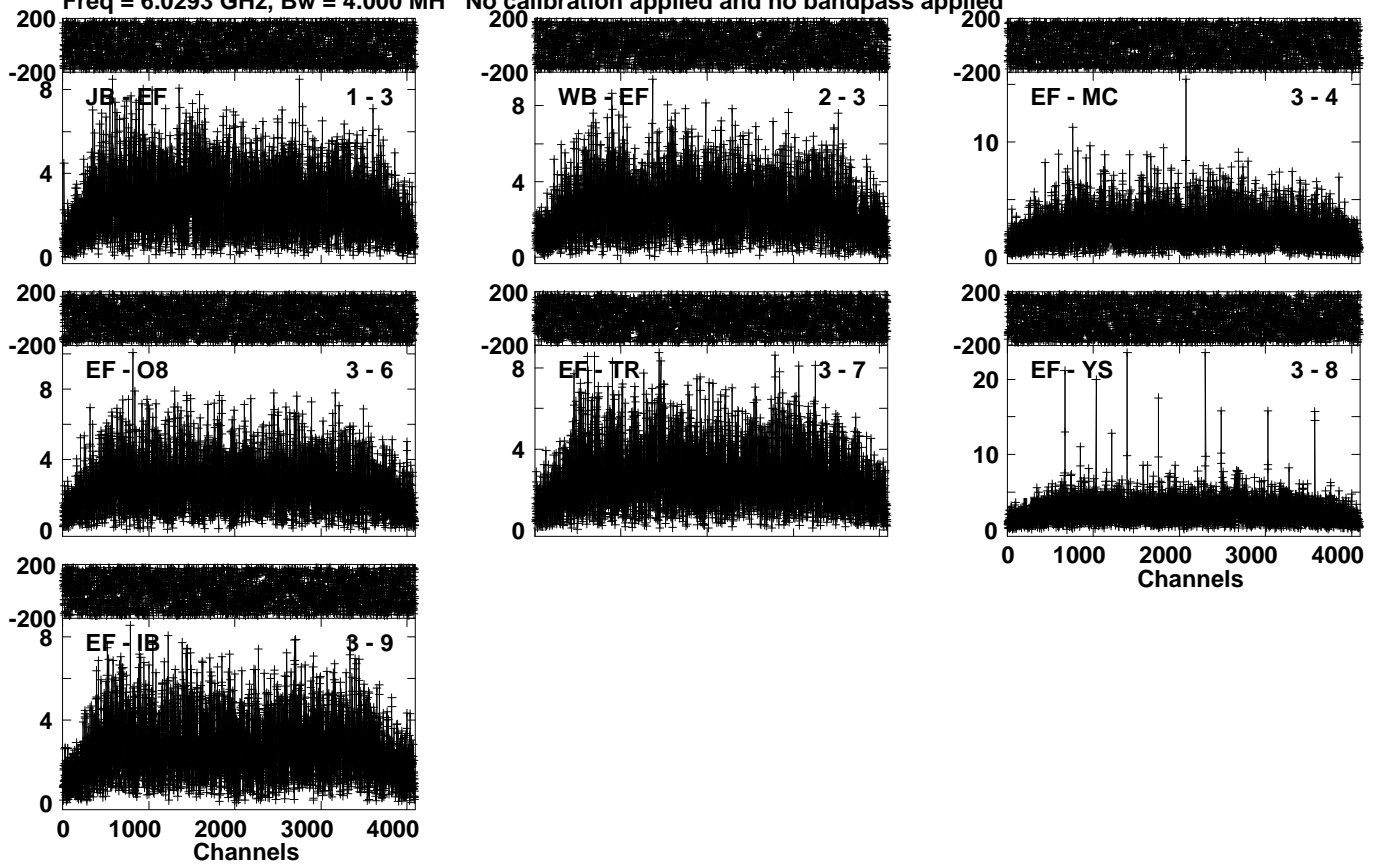 Freq = 6.0293 GHz, Bw = 4.000 MH No calibration applied and no bandpass applied
200 200 200
-200 -200 -200
JB - EF 1 - 3 WB - EF 2 - 3 EF - MC 3 - 4
8 8 10
4 4
0 0 0
200 200 200
-200 -200 -200
EF - O8 3 - 6 EF - TR 3 - 7 EF - YS 3 - 8
8 8 20
4 4 10
0 0 0
0 1000 2000 3000 4000
Channels
200
-200
EF - IB 3 - 9
8
4
0
0 1000 2000 3000 4000
Channels